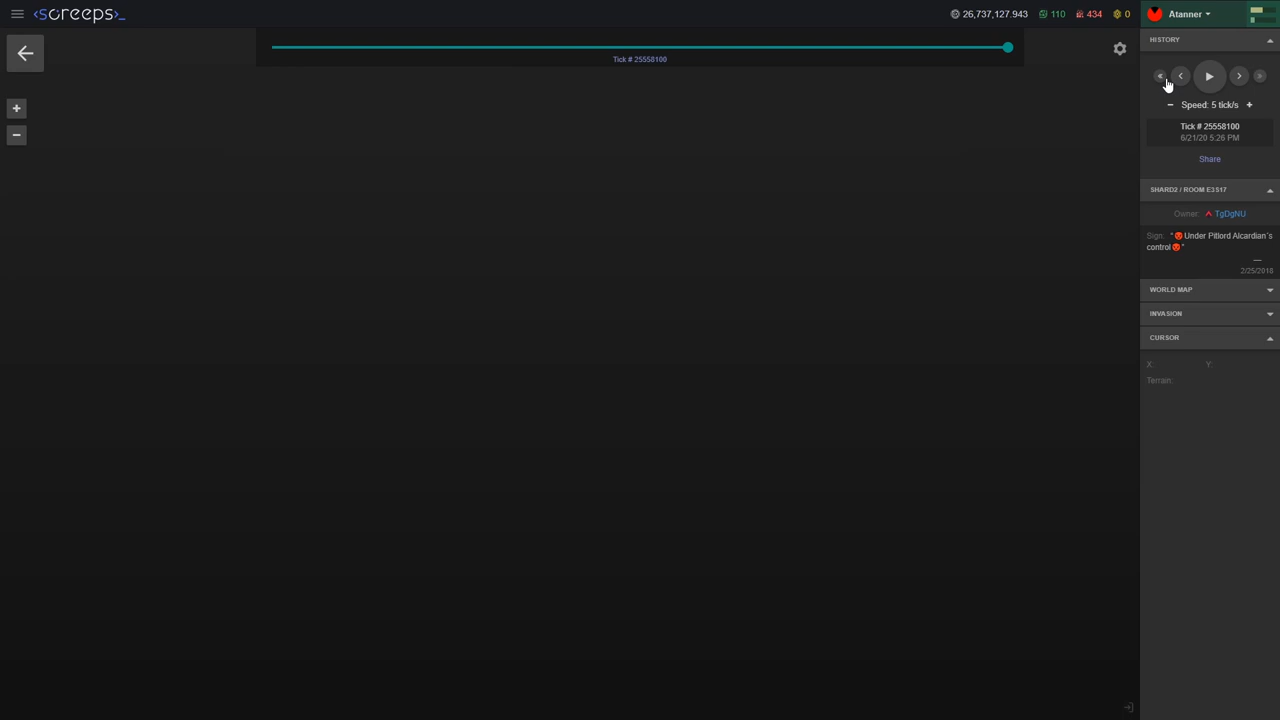 <screeps>_
26,737,127.943
110
434
0
Atanner
Tick # 25558100
HISTORY
Speed: 5 tick/s
Tick # 25558100
6/21/20 5:26 PM
Share
SHARD2 / ROOM E3S17
Owner: TgDgNU
Sign: "😡Under Pitlord Alcardian´s
control😡"
—
2/25/2018
WORLD MAP
INVASION
CURSOR
X: Y:
Terrain: